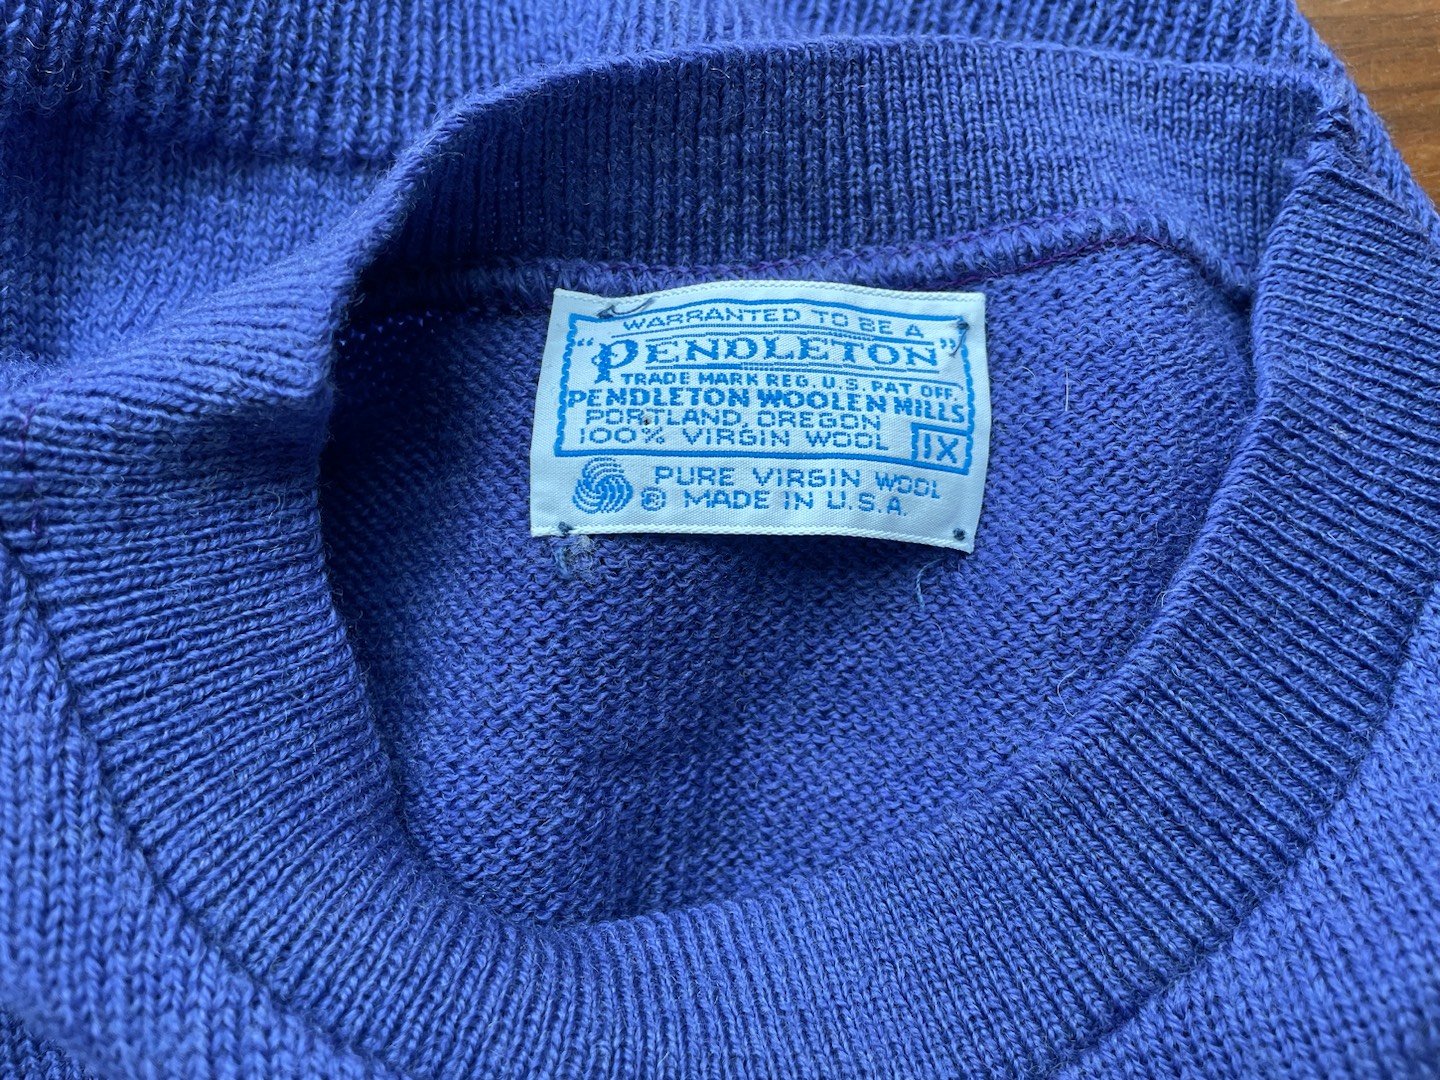 WARRANTED TO BE A
"PENDLETON"
TRADE MARK REG. U.S. PAT. OFF.
PENDLETON WOOLEN MILLS
PORTLAND, OREGON
100% VIRGIN WOOL 1X
PURE VIRGIN WOOL
® MADE IN U.S.A.